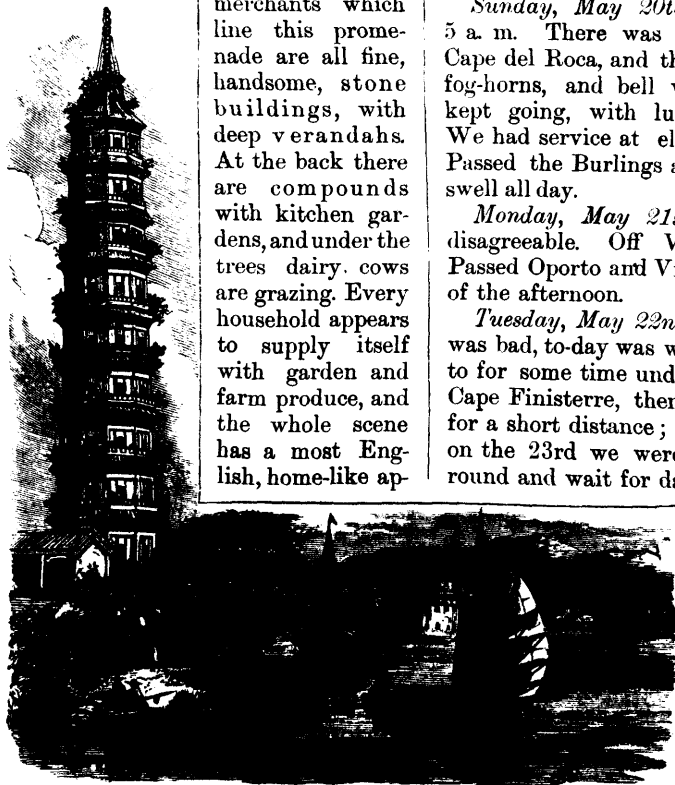 merchants which
line this prome-
nade are all fine,
handsome, stone
buildings, with
deep verandahs.
At the back there
are compounds
with kitchen gar-
dens, and under the
trees dairy cows
are grazing. Every
household appears
to supply itself
with garden and
farm produce, and
the whole scene
has a most Eng-
lish, home-like ap-
Sunday, May 20t
5 a. m. There was
Cape del Roca, and th
fog-horns, and bell
kept going, with lu
We had service at el
Passed the Burlings a
swell all day.
Monday, May 21s
disagreeable. Off V
Passed Oporto and V
of the afternoon.
Tuesday, May 22n
was bad, to-day was w
to for some time und
Cape Finisterre, then
for a short distance;
on the 23rd we were
round and wait for da